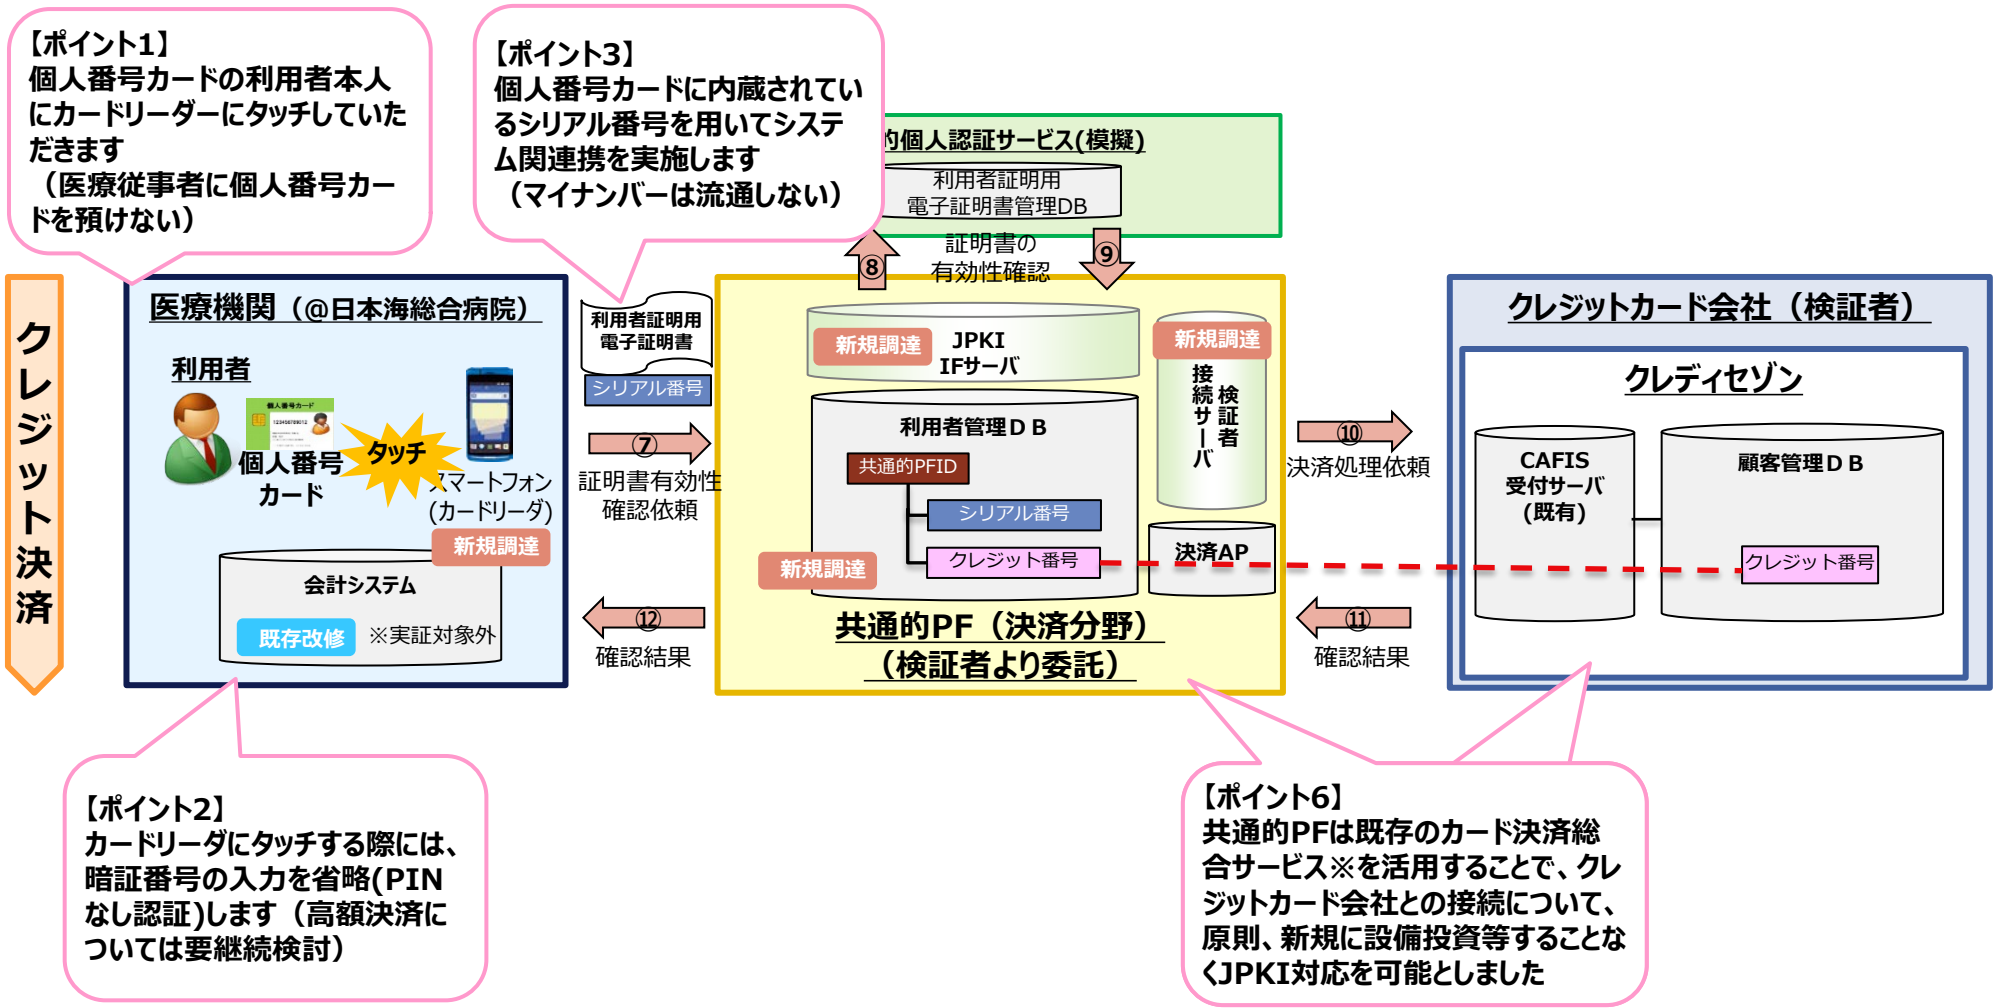 【ポイント1】
個人番号カードの利用者本人
にカードリーダーにタッチしていた
だきます
（医療従事者に個人番号カー
ドを預けない）
【ポイント3】
個人番号カードに内蔵されてい
るシリアル番号を用いてシステ
ム関連携を実施します
（マイナンバーは流通しない）
的個人認証サービス(模擬)
利用者証明用
電子証明書管理DB
⑧
証明書の
有効性確認
⑨
クレジット決済
医療機関（@日本海総合病院）
利用者
個人番号カード
123456789012
個人番号
カード
タッチ
スマートフォン
(カードリーダ)
新規調達
会計システム
既存改修
※実証対象外
利用者証明用
電子証明書
シリアル番号
⑦
証明書有効性
確認依頼
⑫
確認結果
新規調達
JPKI
IFサーバ
利用者管理ＤＢ
共通的PFID
シリアル番号
クレジット番号
新規調達
新規調達
検証者
接続サーバ
決済AP
共通的PF（決済分野）
（検証者より委託）
⑩
決済処理依頼
⑪
確認結果
クレジットカード会社（検証者）
クレディセゾン
CAFIS
受付サーバ
(既有)
顧客管理ＤＢ
クレジット番号
【ポイント2】
カードリーダにタッチする際には、
暗証番号の入力を省略(PIN
なし認証)します（高額決済に
ついては要継続検討）
【ポイント6】
共通的PFは既存のカード決済総
合サービス※を活用することで、クレ
ジットカード会社との接続について、
原則、新規に設備投資等することな
くJPKI対応を可能としました